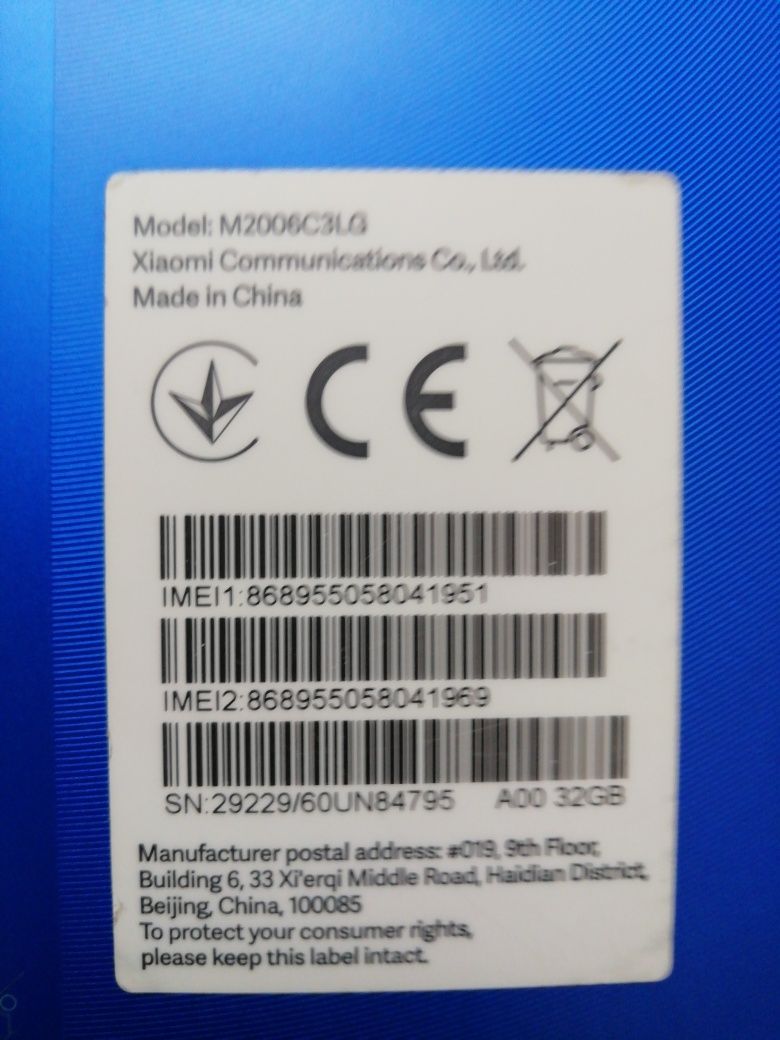 Model: M2006C3LG
Xiaomi Communications Co., Ltd.
Made in China
CE
IMEI1:868955058041951
IMEI2:868955058041969
SN:29229/60UN84795 A00 32GB
Manufacturer postal address: #019, 9th Floor,
Building 6, 33 Xi'erqi Middle Road, Haidian District,
Beijing, China, 100085
To protect your consumer rights,
please keep this label intact.